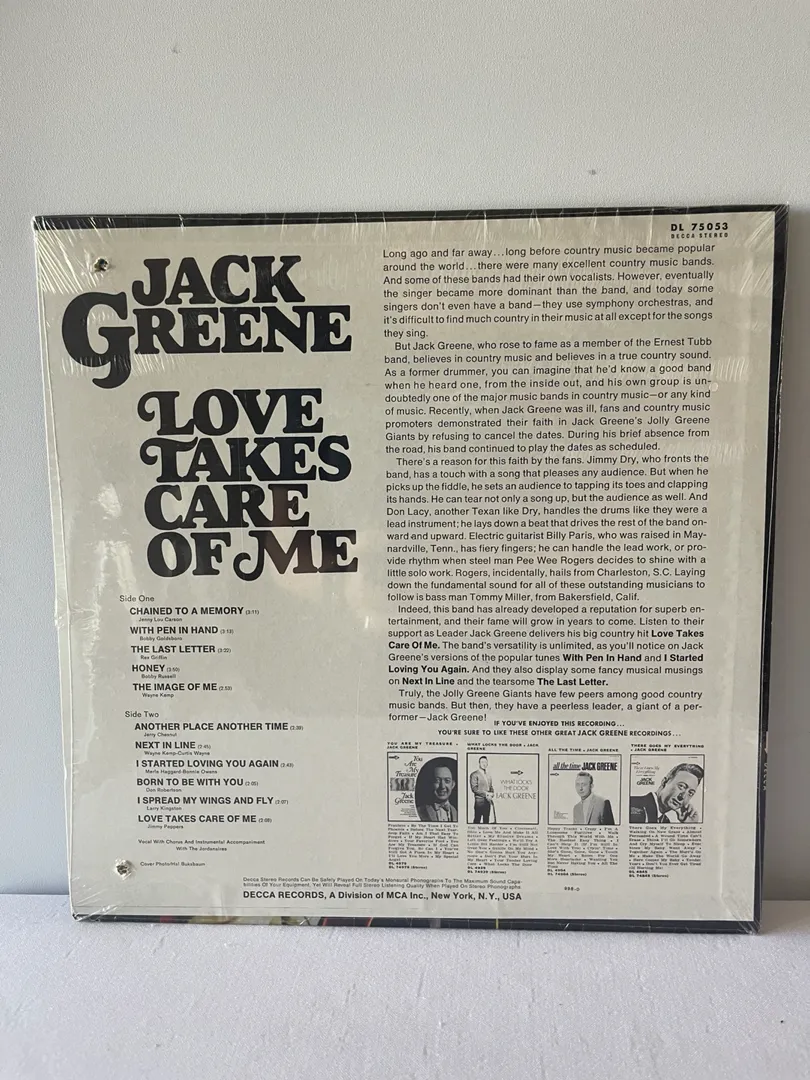 DL 75053
DECCA STEREO
JACK
GREENE
LOVE
TAKES
CARE
OF ME
Side One
CHAINED TO A MEMORY (3:11)
Jenny Lou Carson
WITH PEN IN HAND (3:13)
Bobby Goldsboro
THE LAST LETTER (3:22)
Rex Griffin
HONEY (3:50)
Bobby Russell
THE IMAGE OF ME (2:53)
Wayne Kemp
Side Two
ANOTHER PLACE ANOTHER TIME (2:39)
Jerry Chesnut
NEXT IN LINE (2:45)
Wayne Kemp-Curtis Wayne
I STARTED LOVING YOU AGAIN (2:43)
Merle Haggard-Bonnie Owens
BORN TO BE WITH YOU (2:05)
Don Robertson
I SPREAD MY WINGS AND FLY (2:07)
Larry Kingston
LOVE TAKES CARE OF ME (2:08)
Jimmy Peppers
Vocal With Chorus And Instrumental Accompaniment
With The Jordanaires
Cover Photo/Hal Buksbaum
Long ago and far away...long before country music became popular
around the world...there were many excellent country music bands.
And some of these bands had their own vocalists. However, eventually
the singer became more dominant than the band, and today some
singers don't even have a band—they use symphony orchestras, and
it's difficult to find much country in their music at all except for the songs
they sing.
But Jack Greene, who rose to fame as a member of the Ernest Tubb
band, believes in country music and believes in a true country sound.
As a former drummer, you can imagine that he'd know a good band
when he heard one, from the inside out, and his own group is un-
doubtedly one of the major music bands in country music—or any kind
of music. Recently, when Jack Greene was ill, fans and country music
promoters demonstrated their faith in Jack Greene's Jolly Greene
Giants by refusing to cancel the dates. During his brief absence from
the road, his band continued to play the dates as scheduled.
There's a reason for this faith by the fans. Jimmy Dry, who fronts the
band, has a touch with a song that pleases any audience. But when he
picks up the fiddle, he sets an audience to tapping its toes and clapping
its hands. He can tear not only a song up, but the audience as well. And
Don Lacy, another Texan like Dry, handles the drums like they were a
lead instrument; he lays down a beat that drives the rest of the band on-
ward and upward. Electric guitarist Billy Paris, who was raised in May-
nardville, Tenn., has fiery fingers; he can handle the lead work, or pro-
vide rhythm when steel man Pee Wee Rogers decides to shine with a
little solo work. Rogers, incidentally, hails from Charleston, S.C. Laying
down the fundamental sound for all of these outstanding musicians to
follow is bass man Tommy Miller, from Bakersfield, Calif.
Indeed, this band has already developed a reputation for superb en-
tertainment, and their fame will grow in years to come. Listen to their
support as Leader Jack Greene delivers his big country hit Love Takes
Care Of Me. The band's versatility is unlimited, as you'll notice on Jack
Greene's versions of the popular tunes With Pen In Hand and I Started
Loving You Again. And they also display some fancy musical musings
on Next In Line and the tearsome The Last Letter.
Truly, the Jolly Greene Giants have few peers among good country
music bands. But then, they have a peerless leader, a giant of a per-
former—Jack Greene!
IF YOU'VE ENJOYED THIS RECORDING...
YOU'RE SURE TO LIKE THESE OTHER GREAT JACK GREENE RECORDINGS...
YOU ARE MY TREASURE • JACK GREENE
WHAT LOCKS THE DOOR • JACK GREENE
ALL THE TIME • JACK GREENE
THERE GOES MY EVERYTHING • JACK GREENE
You
Are My
Treasure
Jack
Greene
WHAT LOCKS
THE DOOR
JACK GREENE
all the time JACK GREENE
Decca Stereo Records Can Be Safely Played On Today's Monaural Phonographs To The Maximum Sound Capa-
bilities Of Your Equipment, Yet Will Reveal Full Stereo Listening Quality When Played On Stereo Phonographs.
DECCA RECORDS, A Division of MCA Inc., New York, N.Y., USA